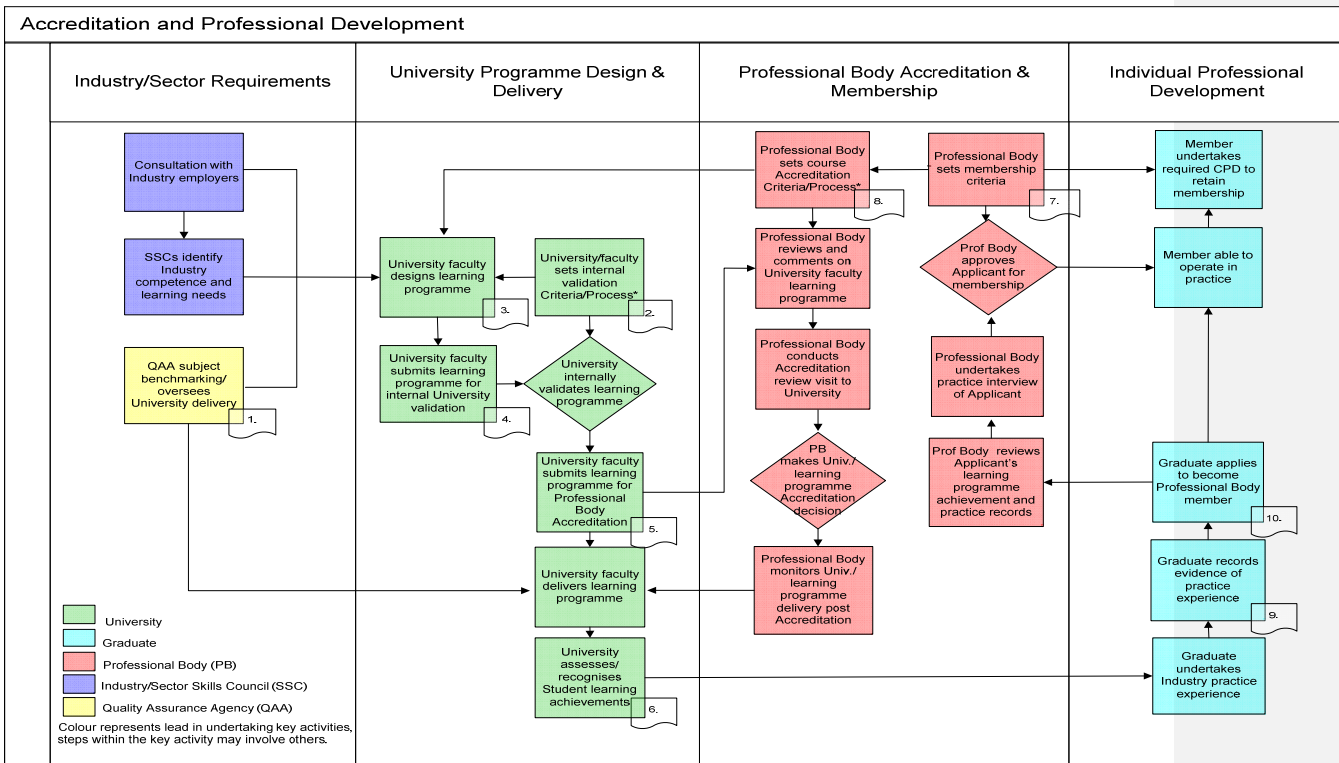 Accreditation and Professional Development
Industry/Sector Requirements
University Programme Design &
Delivery
Professional Body Accreditation &
Membership
Individual Professional
Development
Consultation with
Industry employers
SSCs identify
Industry
competence and
learning needs
QAA subject
benchmarking/
oversees
University delivery
1.
University faculty
designs learning
programme
3.
University/faculty
sets internal
validation
Criteria/Process*
2.
University faculty
submits learning
programme for
internal University
validation
4.
University
internally
validates learning
programme
University faculty
submits learning
programme for
Professional
Body
Accreditation
5.
University faculty
delivers learning
programme
University
assesses/
recognises
Student learning
achievements
6.
Professional Body
sets course
Accreditation
Criteria/Process*
8.
Professional Body
sets membership
criteria
7.
Professional Body
reviews and
comments on
University faculty
learning
programme
Prof Body
approves
Applicant for
membership
Professional Body
conducts
Accreditation
review visit to
University
Professional Body
undertakes
practice interview
of Applicant
PB
makes Univ./
learning
programme
Accreditation
decision
Prof Body reviews
Applicant's
learning
programme
achievement and
practice records
Professional Body
monitors Univ./
learning
programme
delivery post
Accreditation
Member
undertakes
required CPD to
retain
membership
Member able to
operate in
practice
Graduate applies
to become
Professional Body
member
10.
Graduate records
evidence of
practice
experience
9.
Graduate
undertakes
Industry practice
experience
University
Graduate
Professional Body (PB)
Industry/Sector Skills Council (SSC)
Quality Assurance Agency (QAA)
Colour represents lead in undertaking key activities,
steps within the key activity may involve others.